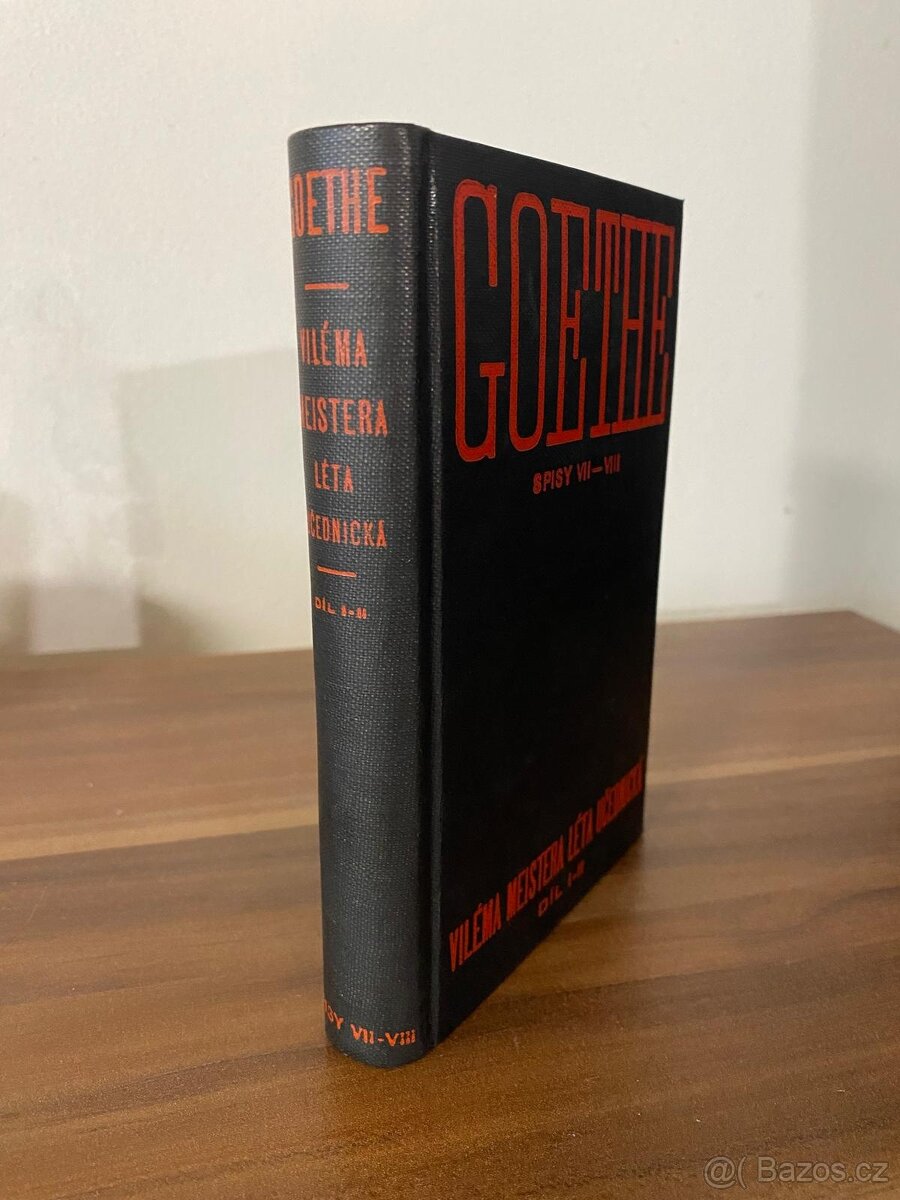 GOETHE
VILÉMA
MEISTERA
LÉTA
UČEDNICKÁ
DÍL I-II
SPISY VII-VIII
GOETHE
SPISY VII—VIII
VILÉMA MEISTERA LÉTA UČEDNICKÁ
DÍL I-II
@( Bazos.cz